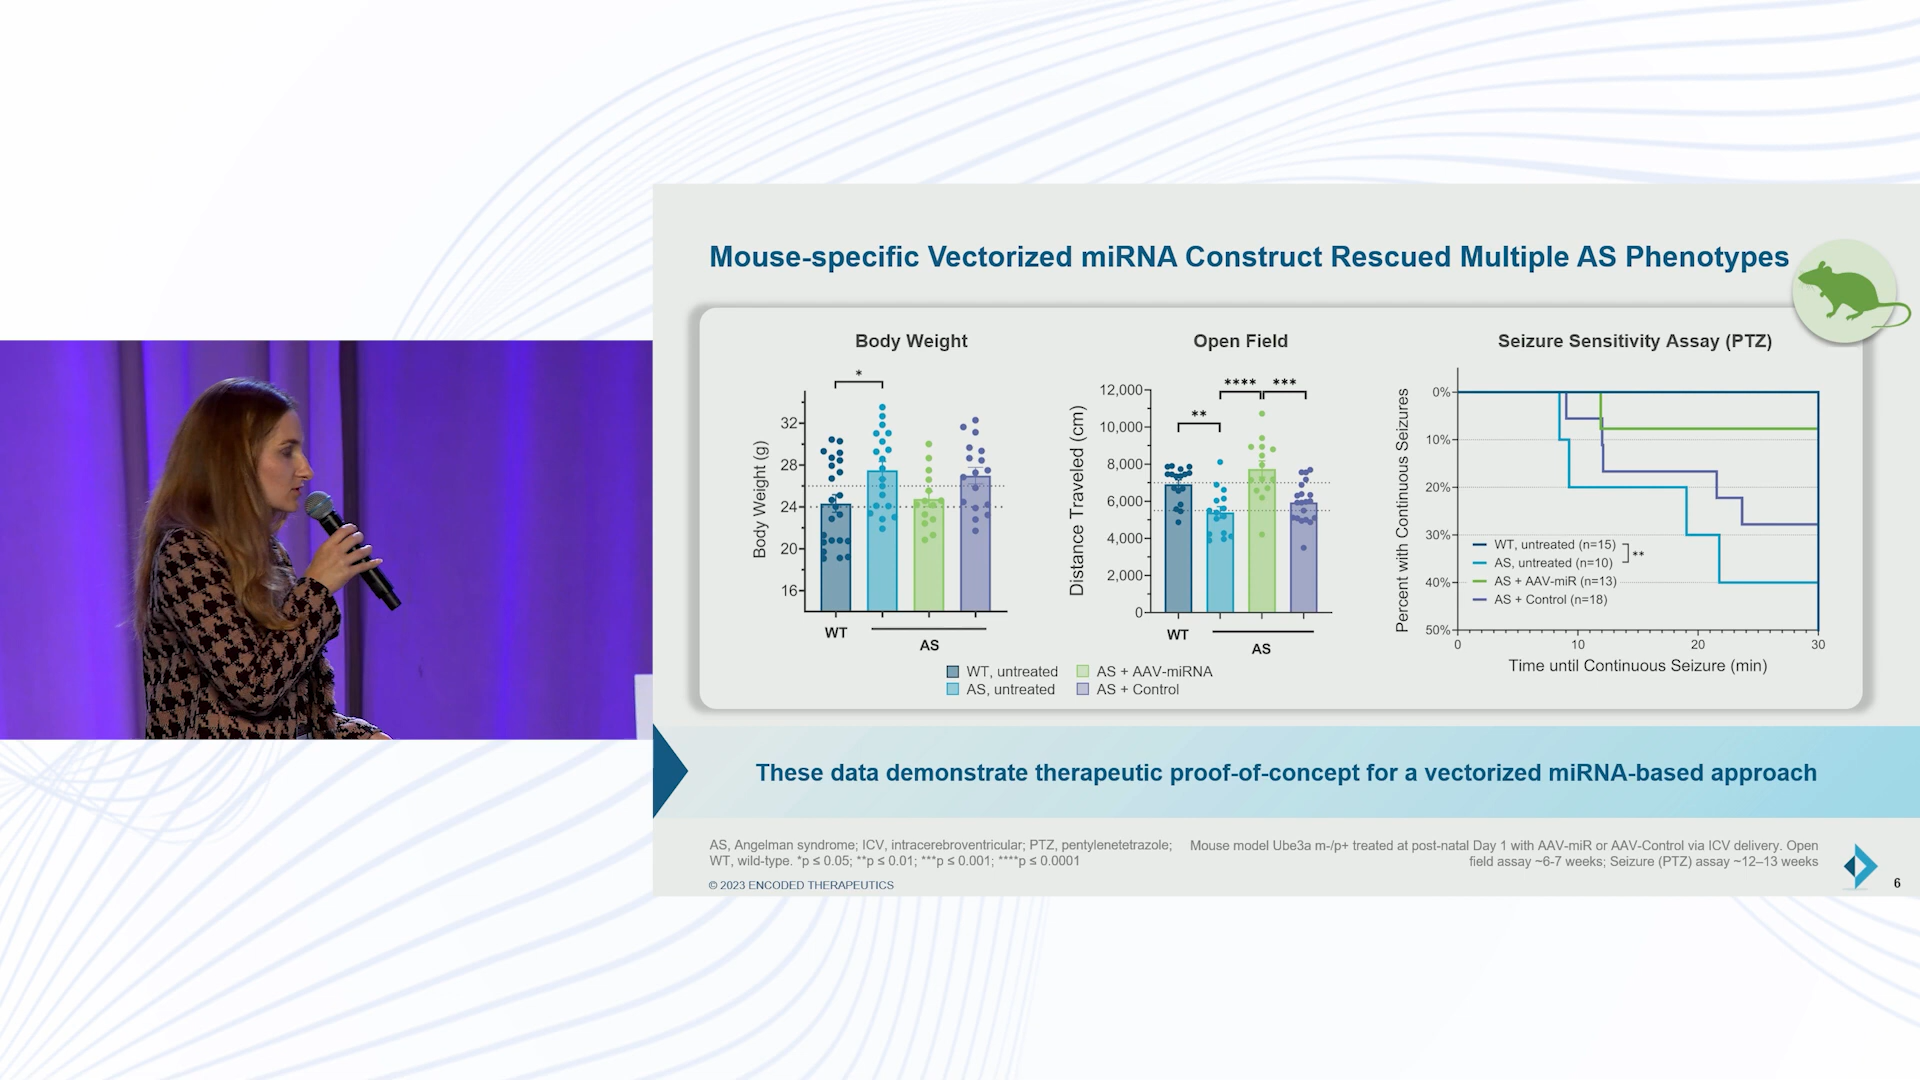 Mouse-specific Vectorized miRNA Construct Rescued Multiple AS Phenotypes
Body Weight
*
Body Weight (g)
32
28
24
20
16
WT
AS
Open Field
**
****
***
Distance Traveled (cm)
12,000
10,000
8,000
6,000
4,000
2,000
0
WT
AS
WT, untreated
AS, untreated
AS + AAV-miRNA
AS + Control
Seizure Sensitivity Assay (PTZ)
Percent with Continuous Seizures
0%
10%
20%
30%
40%
50%
WT, untreated (n=15)
AS, untreated (n=10)
**
AS + AAV-miR (n=13)
AS + Control (n=18)
0 10 20 30
Time until Continuous Seizure (min)
These data demonstrate therapeutic proof-of-concept for a vectorized miRNA-based approach
AS, Angelman syndrome; ICV, intracerebroventricular; PTZ, pentylenetetrazole;
WT, wild-type. *p ≤ 0.05; **p ≤ 0.01; ***p ≤ 0.001; ****p ≤ 0.0001
Mouse model Ube3a m-/p+ treated at post-natal Day 1 with AAV-miR or AAV-Control via ICV delivery. Open
field assay ~6-7 weeks; Seizure (PTZ) assay ~12–13 weeks
© 2023 ENCODED THERAPEUTICS
6